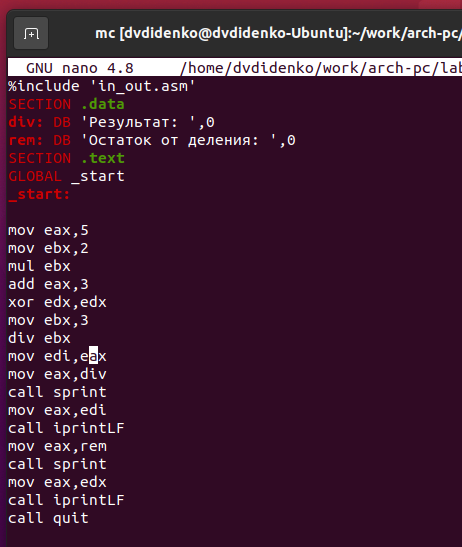 mc [dvdidenko@dvdidenko-Ubuntu]:~/work/arch-pc/
GNU nano 4.8 /home/dvdidenko/work/arch-pc/lab
%include 'in_out.asm'
SECTION .data
div: DB 'Результат: ',0
rem: DB 'Остаток от деления: ',0
SECTION .text
GLOBAL _start
_start:
mov eax,5
mov ebx,2
mul ebx
add eax,3
xor edx,edx
mov ebx,3
div ebx
mov edi,eax
mov eax,div
call sprint
mov eax,edi
call iprintLF
mov eax,rem
call sprint
mov eax,edx
call iprintLF
call quit